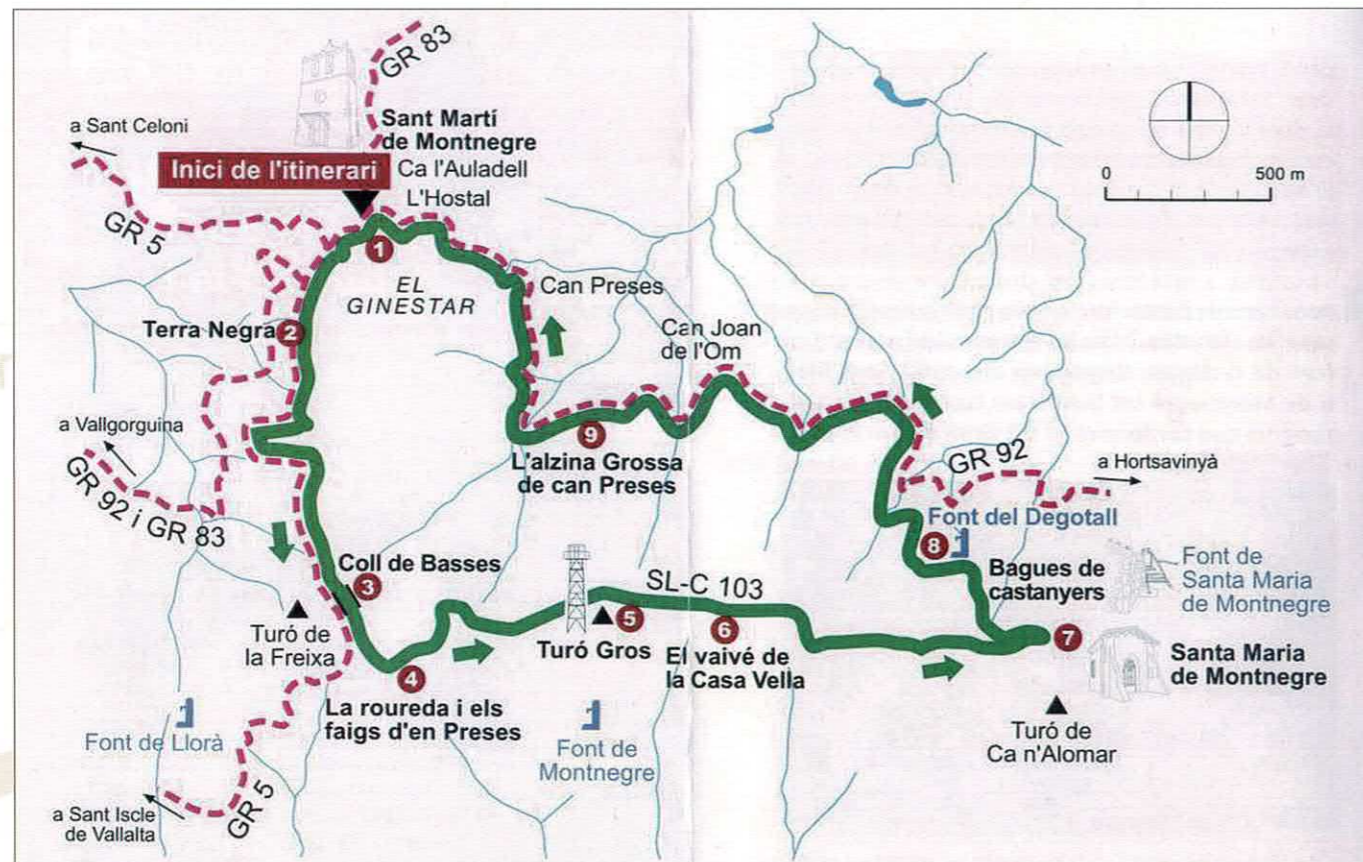 GR 83
a Sant Celoni
Sant Martí
de Montnegre
Inici de l'itinerari
Ca l'Auladell
L'Hostal
GR 5
0
500 m
1
EL
GINESTAR
Can Preses
Terra Negra
2
Can Joan
de l'Om
a Vallgorguina
GR 92 i GR 83
9
L'alzina Grossa
de can Preses
GR 92
a Hortsavinyà
Font del Degotall
8
Coll de Basses
3
SL-C 103
Bagues de
castanyers
Font de
Santa Maria
de Montnegre
Turó de
la Freixa
Turó Gros
5
6
El vaivé de
la Casa Vella
7
Santa Maria
de Montnegre
4
La roureda i els
faigs d'en Preses
Font de Llorà
Font de
Montnegre
Turó de
Ca n'Alomar
a Sant Iscle
de Vallalta
GR 5